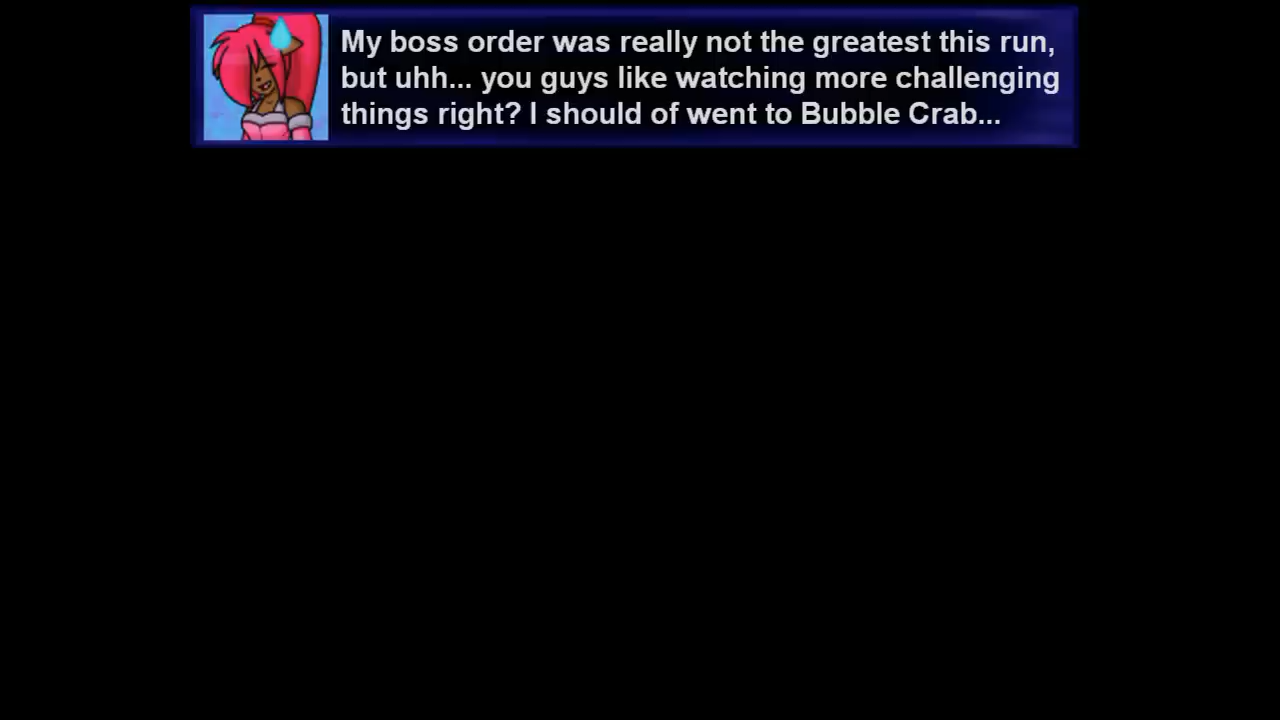 My boss order was really not the greatest this run,
but uhh... you guys like watching more challenging
things right? I should of went to Bubble Crab...